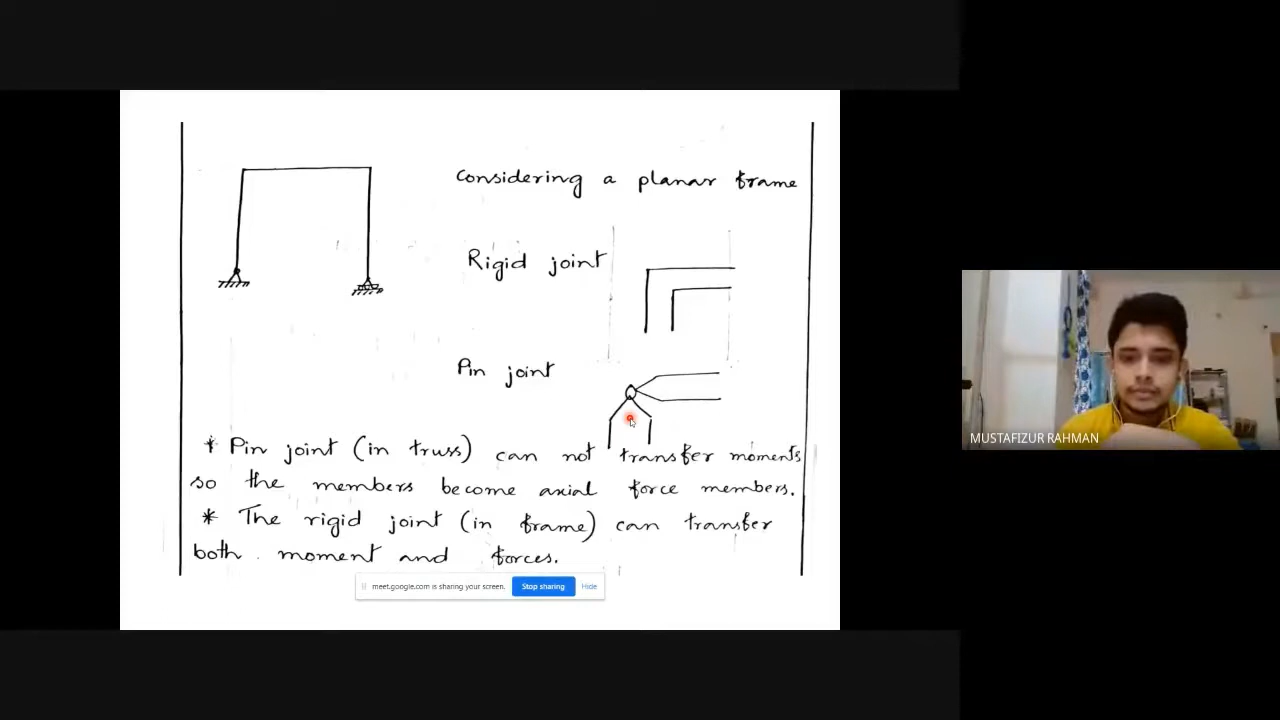 Considering a planar frame
Rigid joint
Pin joint
* Pin joint (in truss) can not transfer moments
so the members become axial force members.
* The rigid joint (in frame) can transfer
both moment and forces.
meet.google.com is sharing your screen. Stop sharing Hide
MUSTAFIZUR RAHMAN